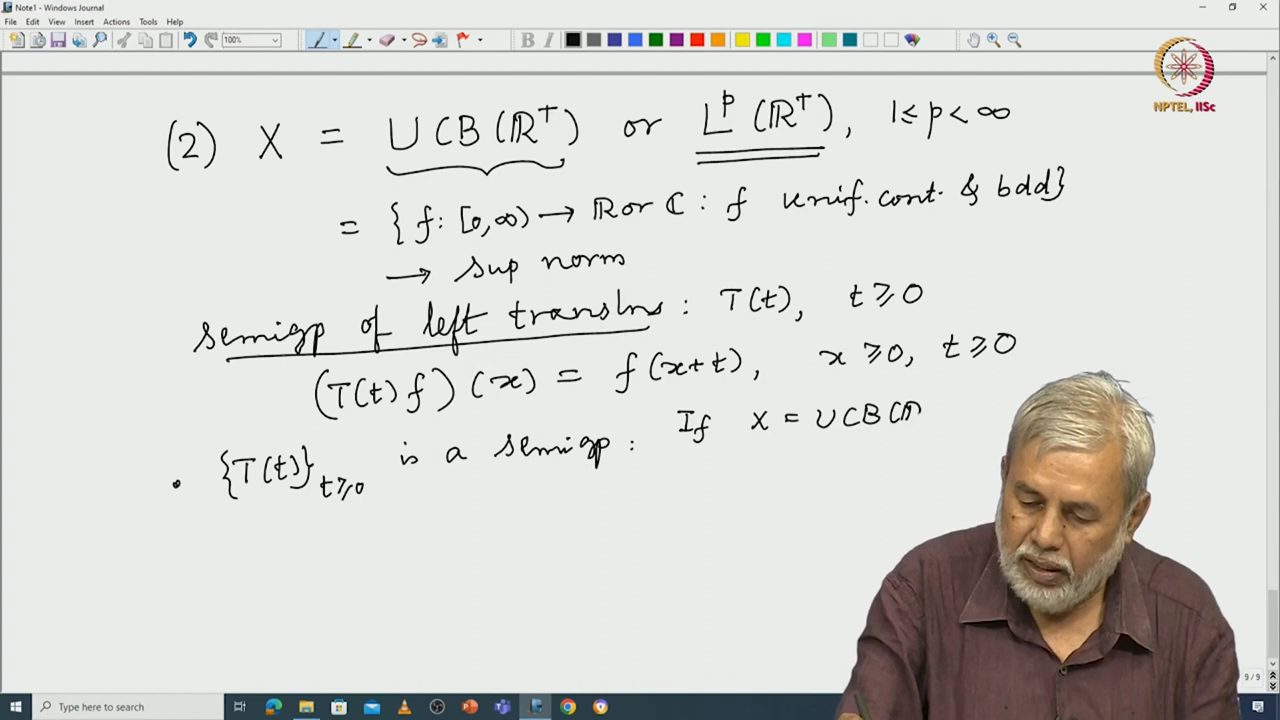 Note1 - Windows Journal
File Edit View Insert Actions Tools Help
100%
B I
NPTEL, IISc
(2) X = UCB(ℝ⁺) or Lᵖ(ℝ⁺), 1≤p<∞
= {f: [0,∞) → ℝ or ℂ : f unif. cont. & bdd}
→ sup norm
semigp of left translns : T(t), t≥0
(T(t)f)(x) = f(x+t), x≥0, t≥0
• {T(t)}t≥0 is a semigp : If X = UCB(ℝ
9/9
Type here to search